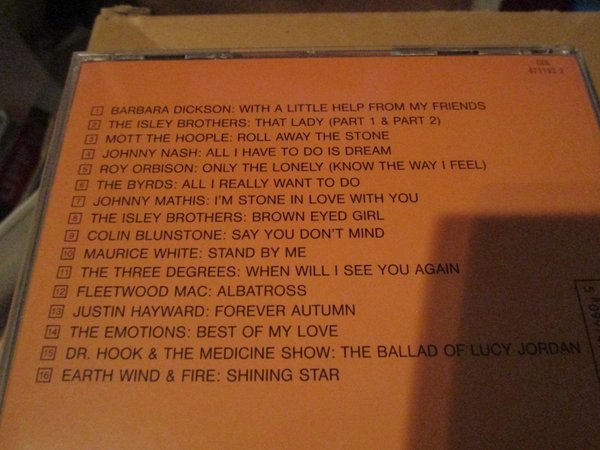 COL
471193 2
1 BARBARA DICKSON: WITH A LITTLE HELP FROM MY FRIENDS
2 THE ISLEY BROTHERS: THAT LADY (PART 1 & PART 2)
3 MOTT THE HOOPLE: ROLL AWAY THE STONE
4 JOHNNY NASH: ALL I HAVE TO DO IS DREAM
5 ROY ORBISON: ONLY THE LONELY (KNOW THE WAY I FEEL)
6 THE BYRDS: ALL I REALLY WANT TO DO
7 JOHNNY MATHIS: I'M STONE IN LOVE WITH YOU
8 THE ISLEY BROTHERS: BROWN EYED GIRL
9 COLIN BLUNSTONE: SAY YOU DON'T MIND
10 MAURICE WHITE: STAND BY ME
11 THE THREE DEGREES: WHEN WILL I SEE YOU AGAIN
12 FLEETWOOD MAC: ALBATROSS
13 JUSTIN HAYWARD: FOREVER AUTUMN
14 THE EMOTIONS: BEST OF MY LOVE
15 DR. HOOK & THE MEDICINE SHOW: THE BALLAD OF LUCY JORDAN
16 EARTH WIND & FIRE: SHINING STAR